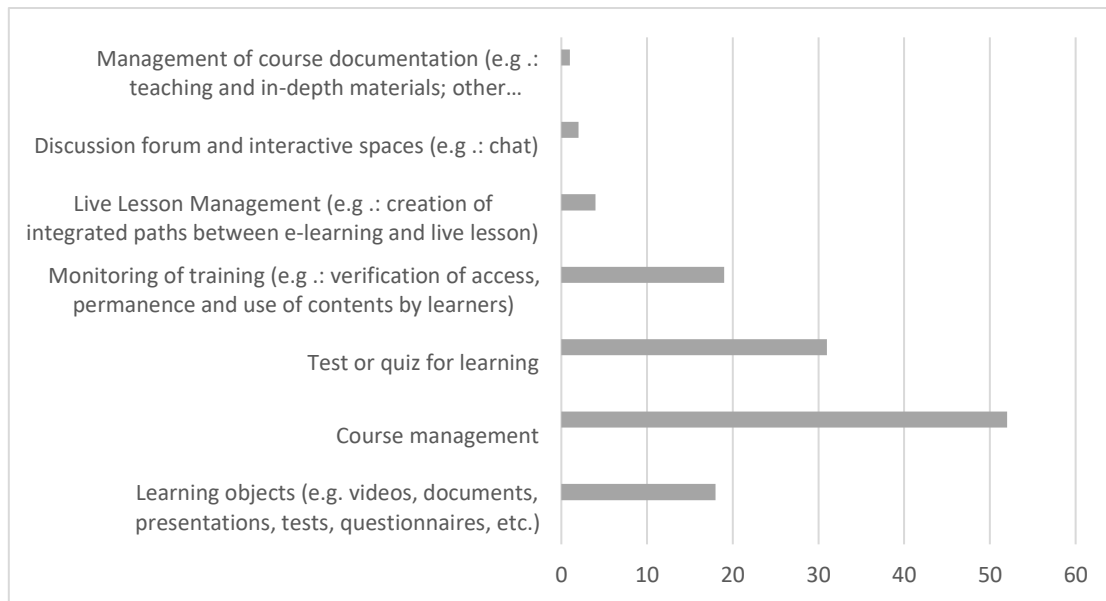 Management of course documentation (e.g .:
teaching and in-depth materials; other…
Discussion forum and interactive spaces (e.g .: chat)
Live Lesson Management (e.g .: creation of
integrated paths between e-learning and live lesson)
Monitoring of training (e.g .: verification of access,
permanence and use of contents by learners)
Test or quiz for learning
Course management
Learning objects (e.g. videos, documents,
presentations, tests, questionnaires, etc.)
0 10 20 30 40 50 60